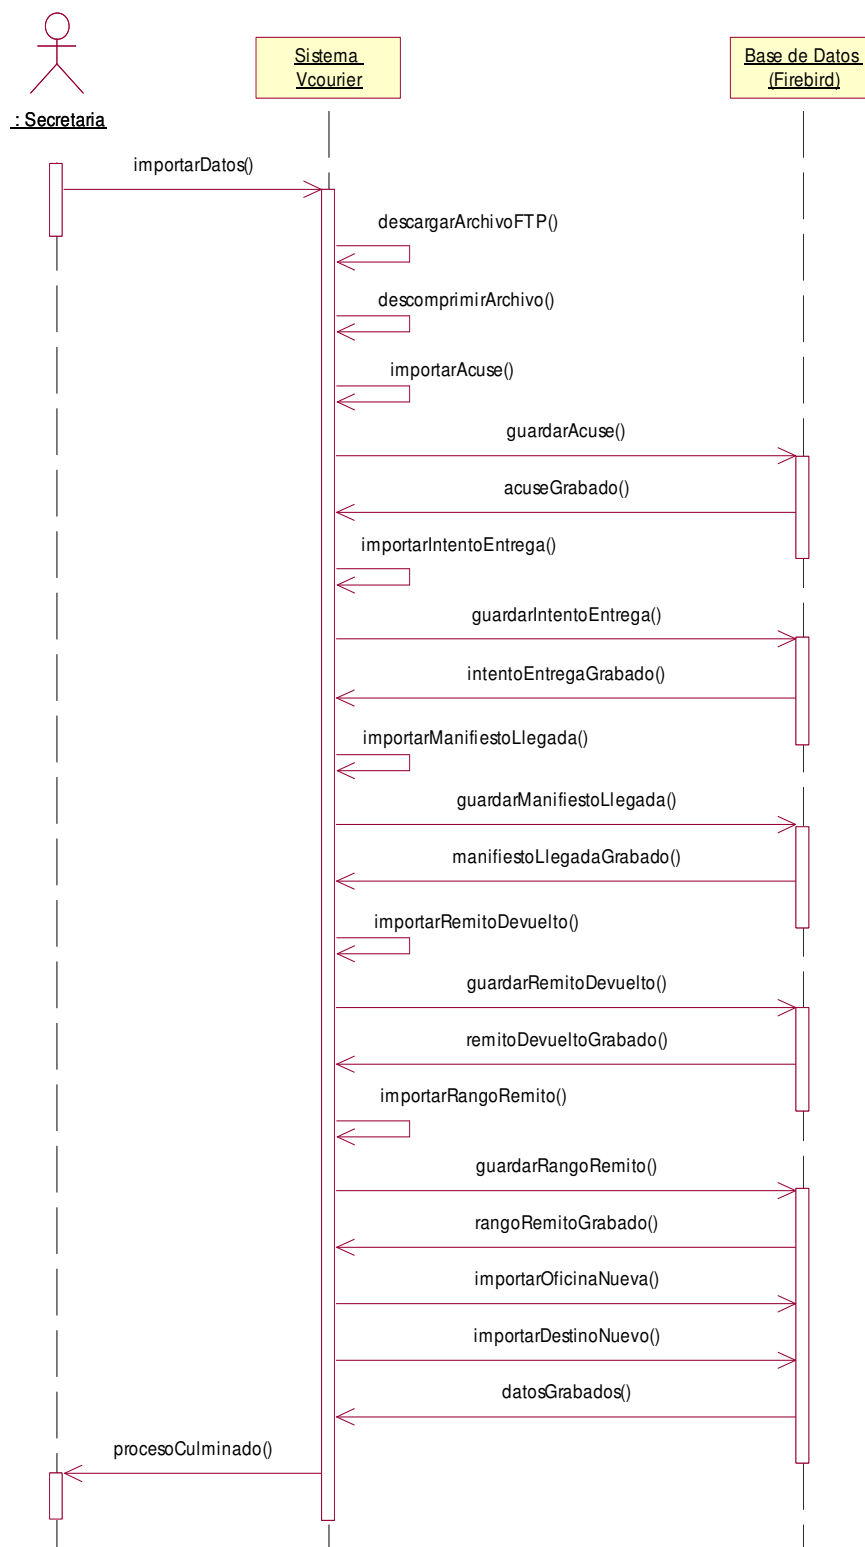 Sistema
Vcourier
Base de Datos
(Firebird)
: Secretaria
importarDatos()
descargarArchivoFTP()
descomprimirArchivo()
importarAcuse()
guardarAcuse()
acuseGrabado()
importarIntentoEntrega()
guardarIntentoEntrega()
intentoEntregaGrabado()
importarManifiestoLlegada()
guardarManifiestoLlegada()
manifiestoLlegadaGrabado()
importarRemitoDevuelto()
guardarRemitoDevuelto()
remitoDevueltoGrabado()
importarRangoRemito()
guardarRangoRemito()
rangoRemitoGrabado()
importarOficinaNueva()
importarDestinoNuevo()
datosGrabados()
procesoCulminado()